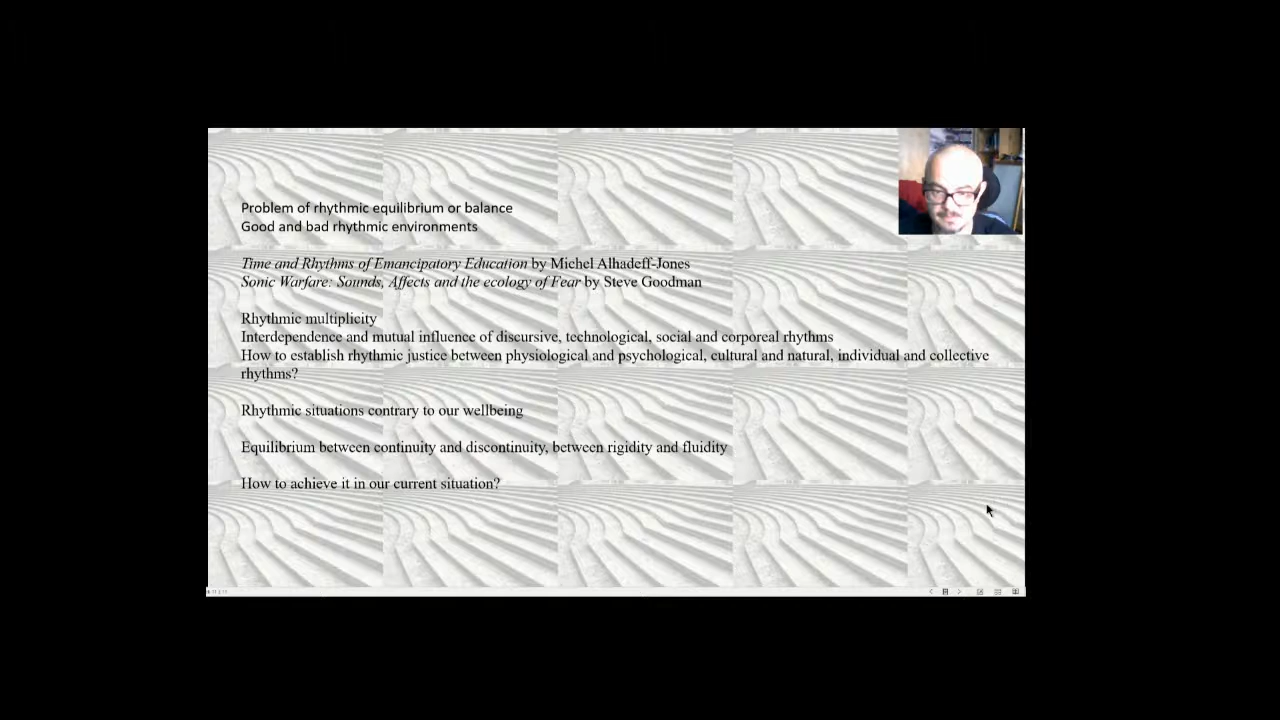 Problem of rhythmic equilibrium or balance
Good and bad rhythmic environments
Time and Rhythms of Emancipatory Education by Michel Alhadeff-Jones
Sonic Warfare: Sounds, Affects and the ecology of Fear by Steve Goodman
Rhythmic multiplicity
Interdependence and mutual influence of discursive, technological, social and corporeal rhythms
How to establish rhythmic justice between physiological and psychological, cultural and natural, individual and collective
rhythms?
Rhythmic situations contrary to our wellbeing
Equilibrium between continuity and discontinuity, between rigidity and fluidity
How to achieve it in our current situation?